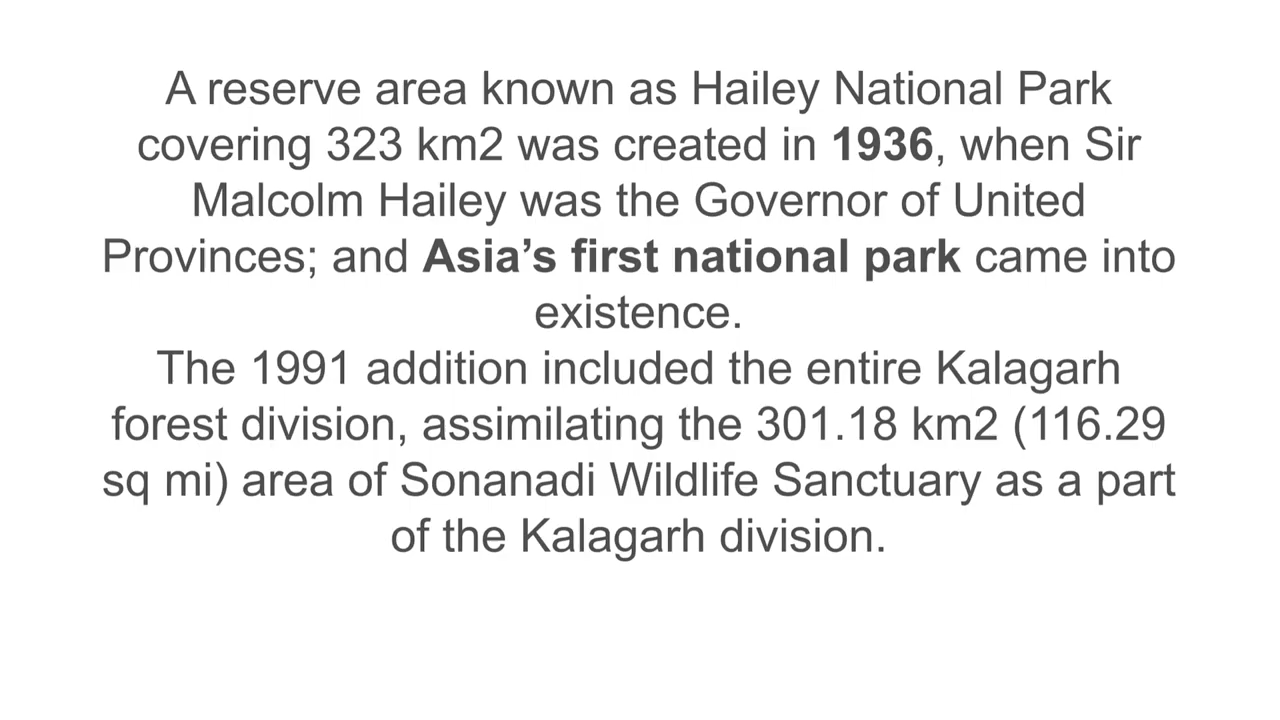 A reserve area known as Hailey National Park
covering 323 km2 was created in 1936, when Sir
Malcolm Hailey was the Governor of United
Provinces; and Asia’s first national park came into
existence.
The 1991 addition included the entire Kalagarh
forest division, assimilating the 301.18 km2 (116.29
sq mi) area of Sonanadi Wildlife Sanctuary as a part
of the Kalagarh division.